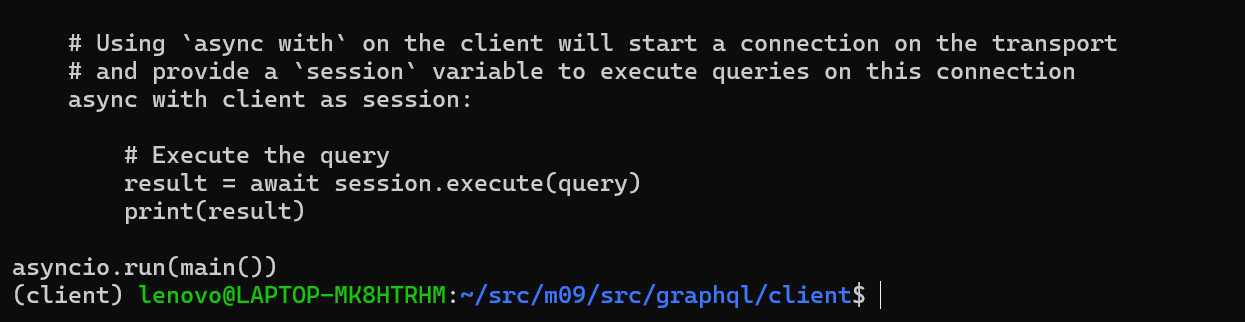 # Using `async with` on the client will start a connection on the transport
    # and provide a `session` variable to execute queries on this connection
    async with client as session:

        # Execute the query
        result = await session.execute(query)
        print(result)

asyncio.run(main())
(client) lenovo@LAPTOP-MK8HTRHM:~/src/m09/src/graphql/client$